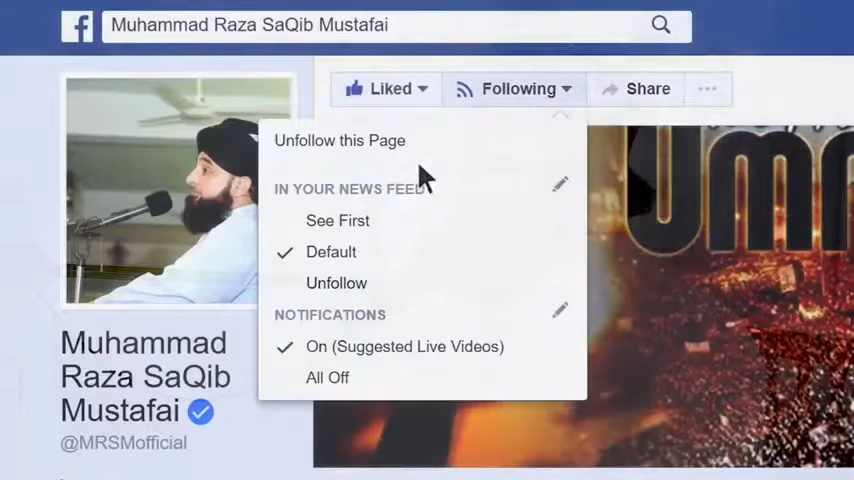 Muhammad Raza SaQib Mustafai
Liked
Following
Share
Unfollow this Page
IN YOUR NEWS FEED
See First
Default
Unfollow
NOTIFICATIONS
On (Suggested Live Videos)
All Off
Muhammad
Raza SaQib
Mustafai
@MRSMofficial